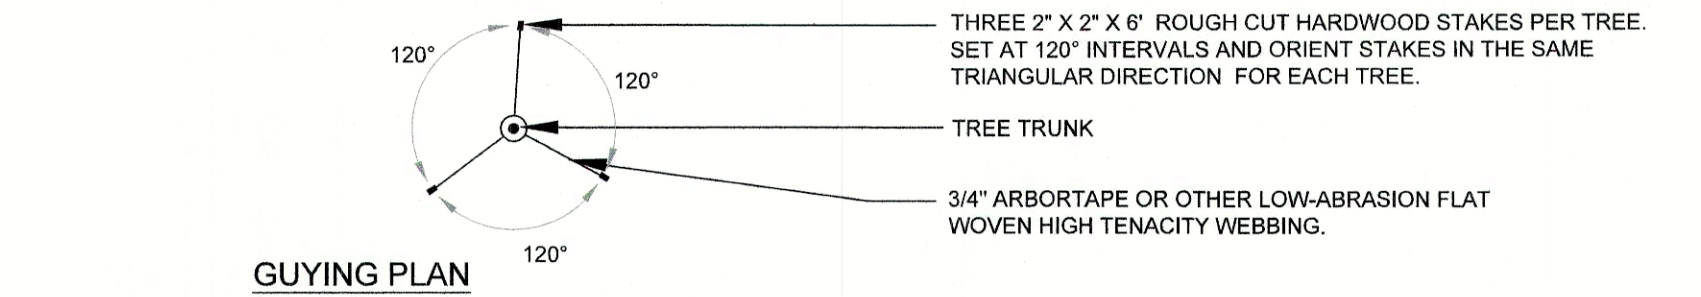 120°
THREE 2" X 2" X 6' ROUGH CUT HARDWOOD STAKES PER TREE.
SET AT 120° INTERVALS AND ORIENT STAKES IN THE SAME
TRIANGULAR DIRECTION FOR EACH TREE.
120°
TREE TRUNK
3/4" ARBORTAPE OR OTHER LOW-ABRASION FLAT
WOVEN HIGH TENACITY WEBBING.
120°
GUYING PLAN